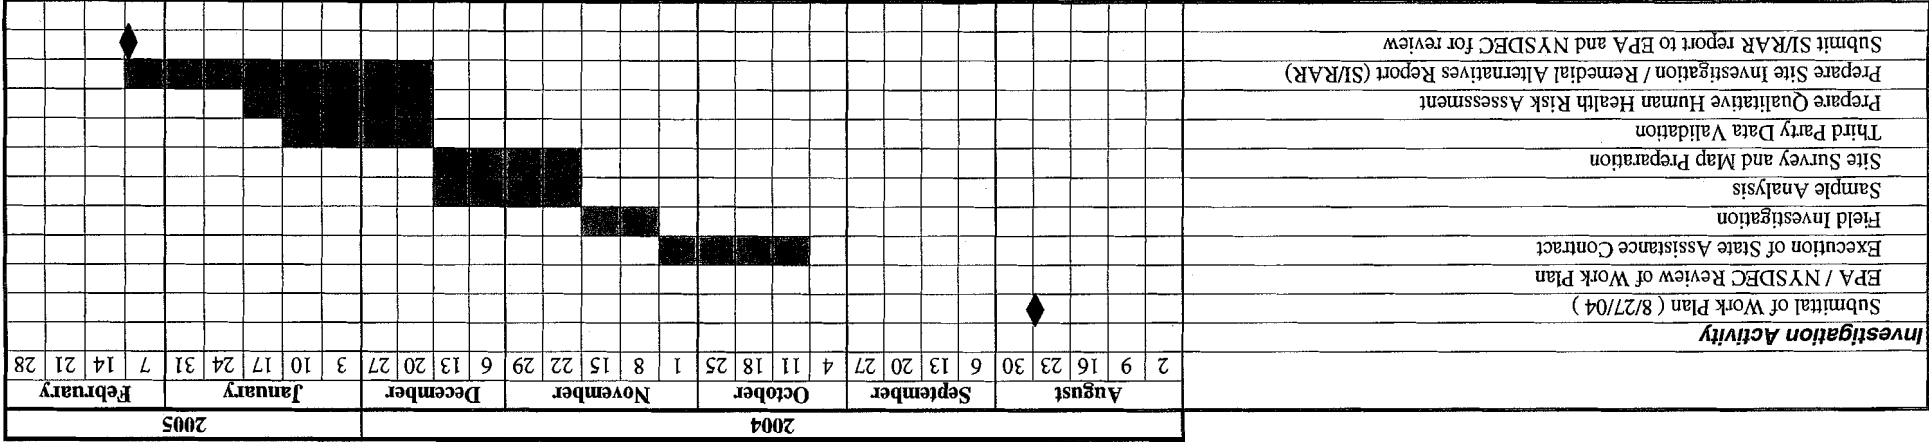 2004 2005
August September October November December January February
2 9 16 23 30 6 13 20 27 4 11 18 25 1 8 15 22 29 6 13 20 27 3 10 17 24 31 7 14 21 28
Investigation Activity
Submittal of Work Plan ( 8/27/04 )
EPA / NYSDEC Review of Work Plan
Execution of State Assistance Contract
Field Investigation
Sample Analysis
Site Survey and Map Preparation
Third Party Data Validation
Prepare Qualitative Human Health Risk Assessment
Prepare Site Investigation / Remedial Alternatives Report (SI/RAR)
Submit SI/RAR report to EPA and NYSDEC for review